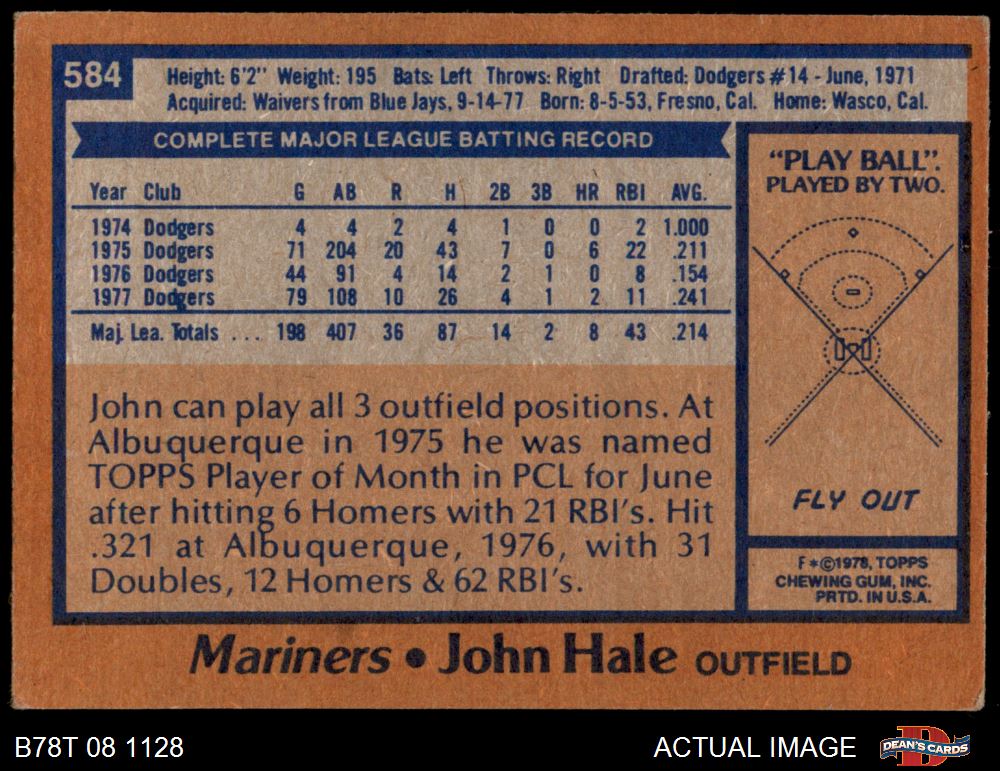 584
Height: 6'2" Weight: 195 Bats: Left Throws: Right Drafted: Dodgers #14 - June, 1971
Acquired: Waivers from Blue Jays, 9-14-77 Born: 8-5-53, Fresno, Cal. Home: Wasco, Cal.
COMPLETE MAJOR LEAGUE BATTING RECORD
Year Club G AB R H 2B 3B HR RBI AVG.
1974 Dodgers 4 4 2 4 1 0 0 2 1.000
1975 Dodgers 71 204 20 43 7 0 6 22 .211
1976 Dodgers 44 91 4 14 2 1 0 8 .154
1977 Dodgers 79 108 10 26 4 1 2 11 .241
Maj. Lea. Totals ... 198 407 36 87 14 2 8 43 .214
John can play all 3 outfield positions. At
Albuquerque in 1975 he was named
TOPPS Player of Month in PCL for June
after hitting 6 Homers with 21 RBI's. Hit
.321 at Albuquerque, 1976, with 31
Doubles, 12 Homers & 62 RBI's.
"PLAY BALL".
PLAYED BY TWO.
FLY OUT
F*©1978, TOPPS
CHEWING GUM, INC.
PRTD. IN U.S.A.
Mariners • John Hale OUTFIELD
B78T 08 1128
ACTUAL IMAGE
D
DEAN'S CARDS